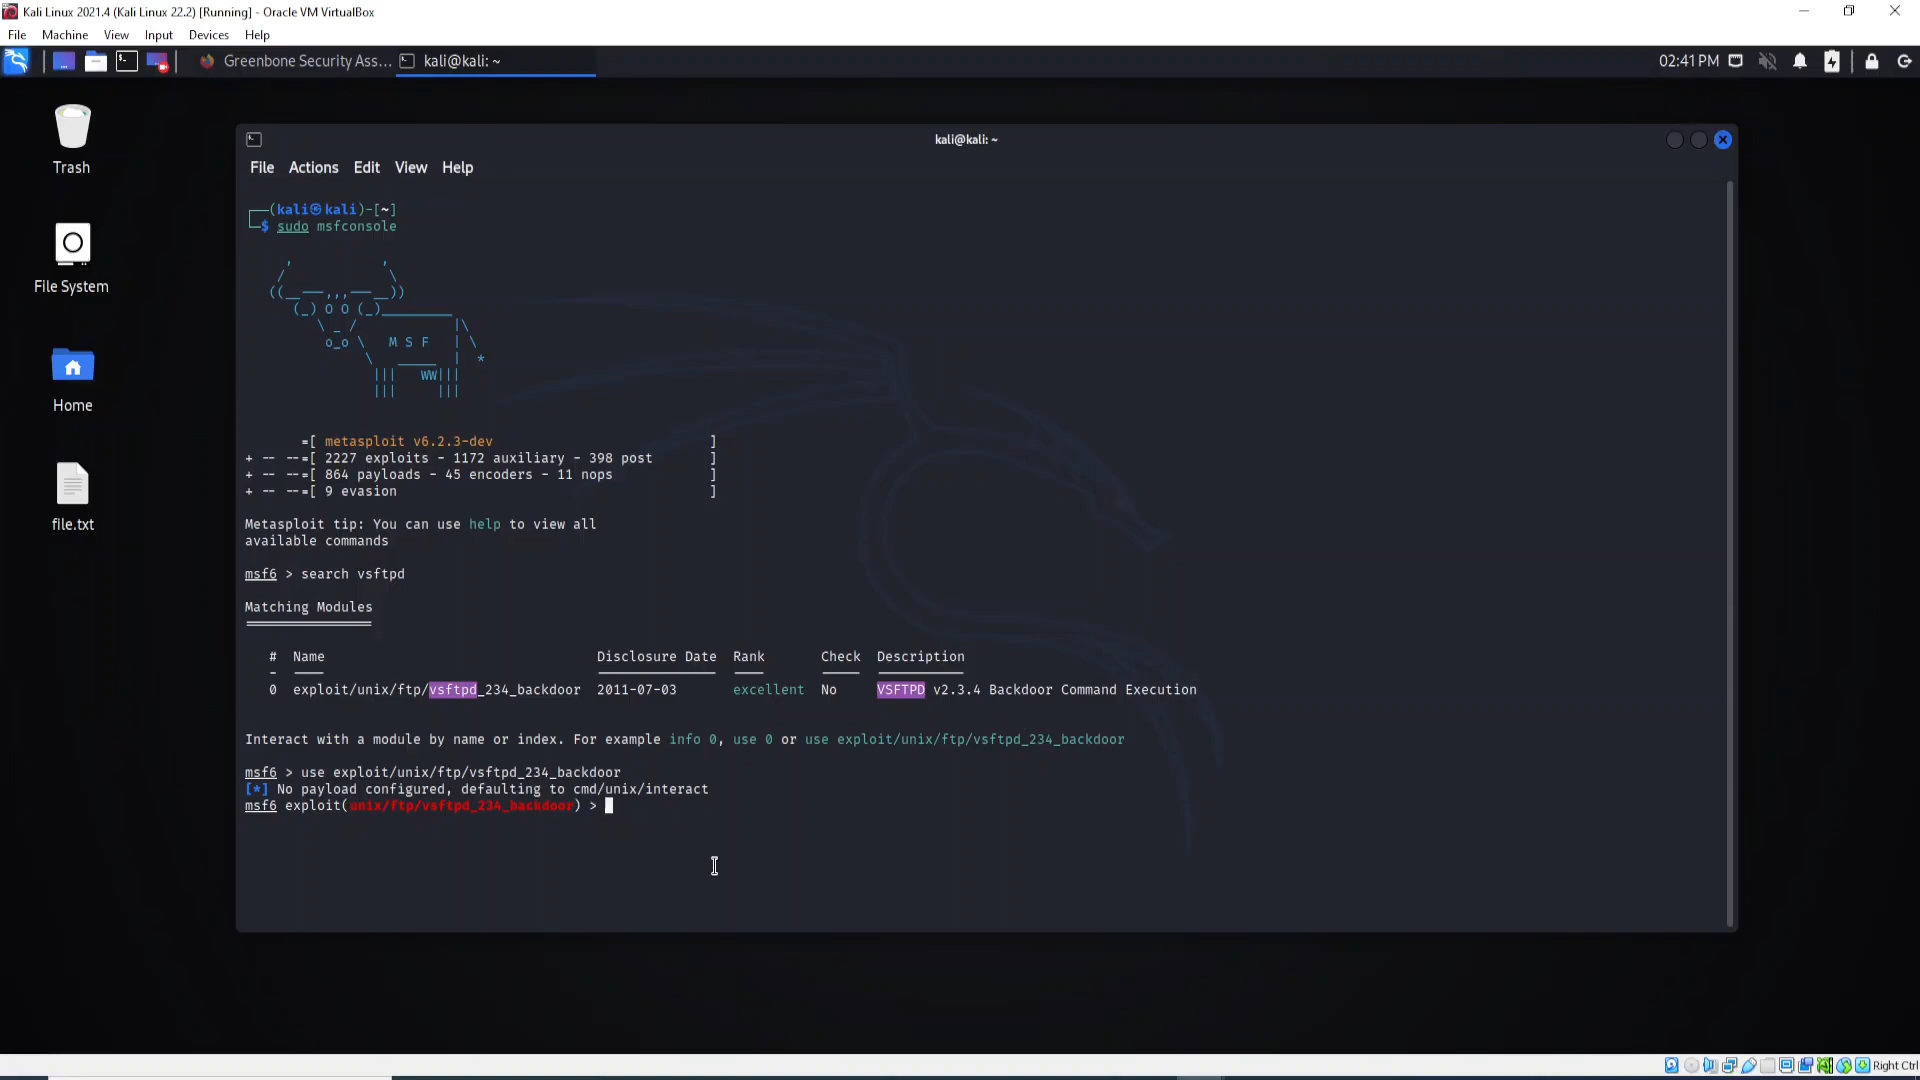 Kali Linux 2021.4 (Kali Linux 22.2) [Running] - Oracle VM VirtualBox
File Machine View Input Devices Help
Greenbone Security Ass... kali@kali: ~ 02:41 PM
Trash
File System
Home
file.txt
kali@kali: ~
File Actions Edit View Help
┌──(kali㉿kali)-[~]
└─$ sudo msfconsole
M S F
WW
=[ metasploit v6.2.3-dev ]
+ -- --=[ 2227 exploits - 1172 auxiliary - 398 post ]
+ -- --=[ 864 payloads - 45 encoders - 11 nops ]
+ -- --=[ 9 evasion ]
Metasploit tip: You can use help to view all
available commands
msf6 > search vsftpd
Matching Modules
# Name Disclosure Date Rank Check Description
- ---- --------------- ---- ----- -----------
0 exploit/unix/ftp/vsftpd_234_backdoor 2011-07-03 excellent No VSFTPD v2.3.4 Backdoor Command Execution
Interact with a module by name or index. For example info 0, use 0 or use exploit/unix/ftp/vsftpd_234_backdoor
msf6 > use exploit/unix/ftp/vsftpd_234_backdoor
[*] No payload configured, defaulting to cmd/unix/interact
msf6 exploit(unix/ftp/vsftpd_234_backdoor) >
Right Ctrl